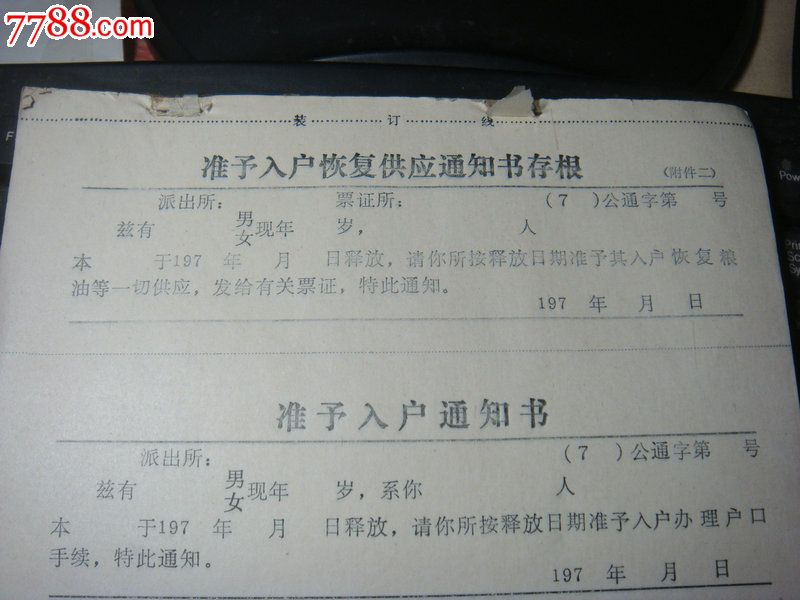 7788.com
装 订 线
准予入户恢复供应通知书存根
(附件二)
派出所: 票证所: (7 )公通字第 号
兹有 男女现年 岁, 人
本 于197 年 月 日释放,请你所按释放日期准予其入户恢复粮
油等一切供应,发给有关票证,特此通知。
197 年 月 日
准予入户通知书
派出所: (7 )公通字第 号
兹有 男女现年 岁,系你 人
本 于197 年 月 日释放,请你所按释放日期准予入户办理户口
手续,特此通知。
197 年 月 日